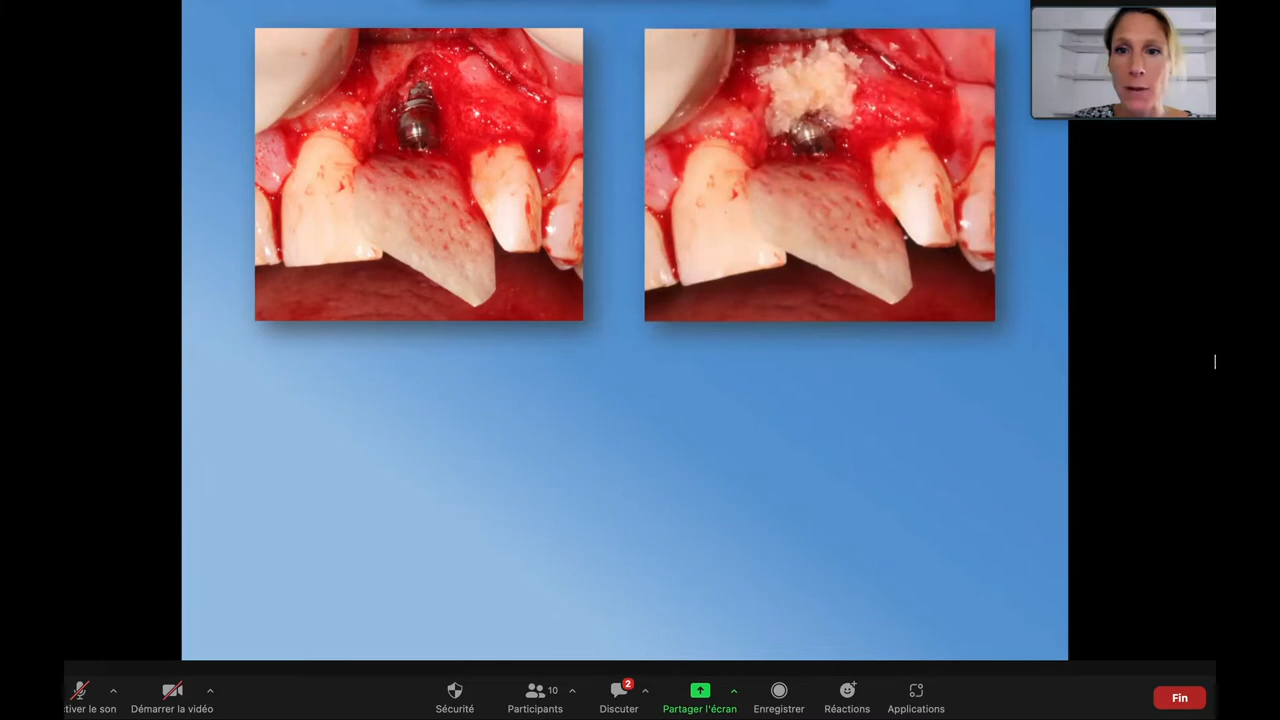 10
2
tiver le son
Démarrer la vidéo
Sécurité
Participants
Discuter
Partager l'écran
Enregistrer
Réactions
Applications
Fin